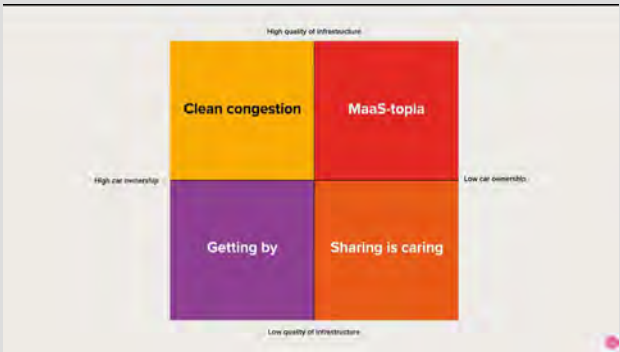 High quality of infrastructure
Clean congestion
MaaS-topia
High car ownership
Low car ownership
Getting by
Sharing is caring
Low quality of infrastructure